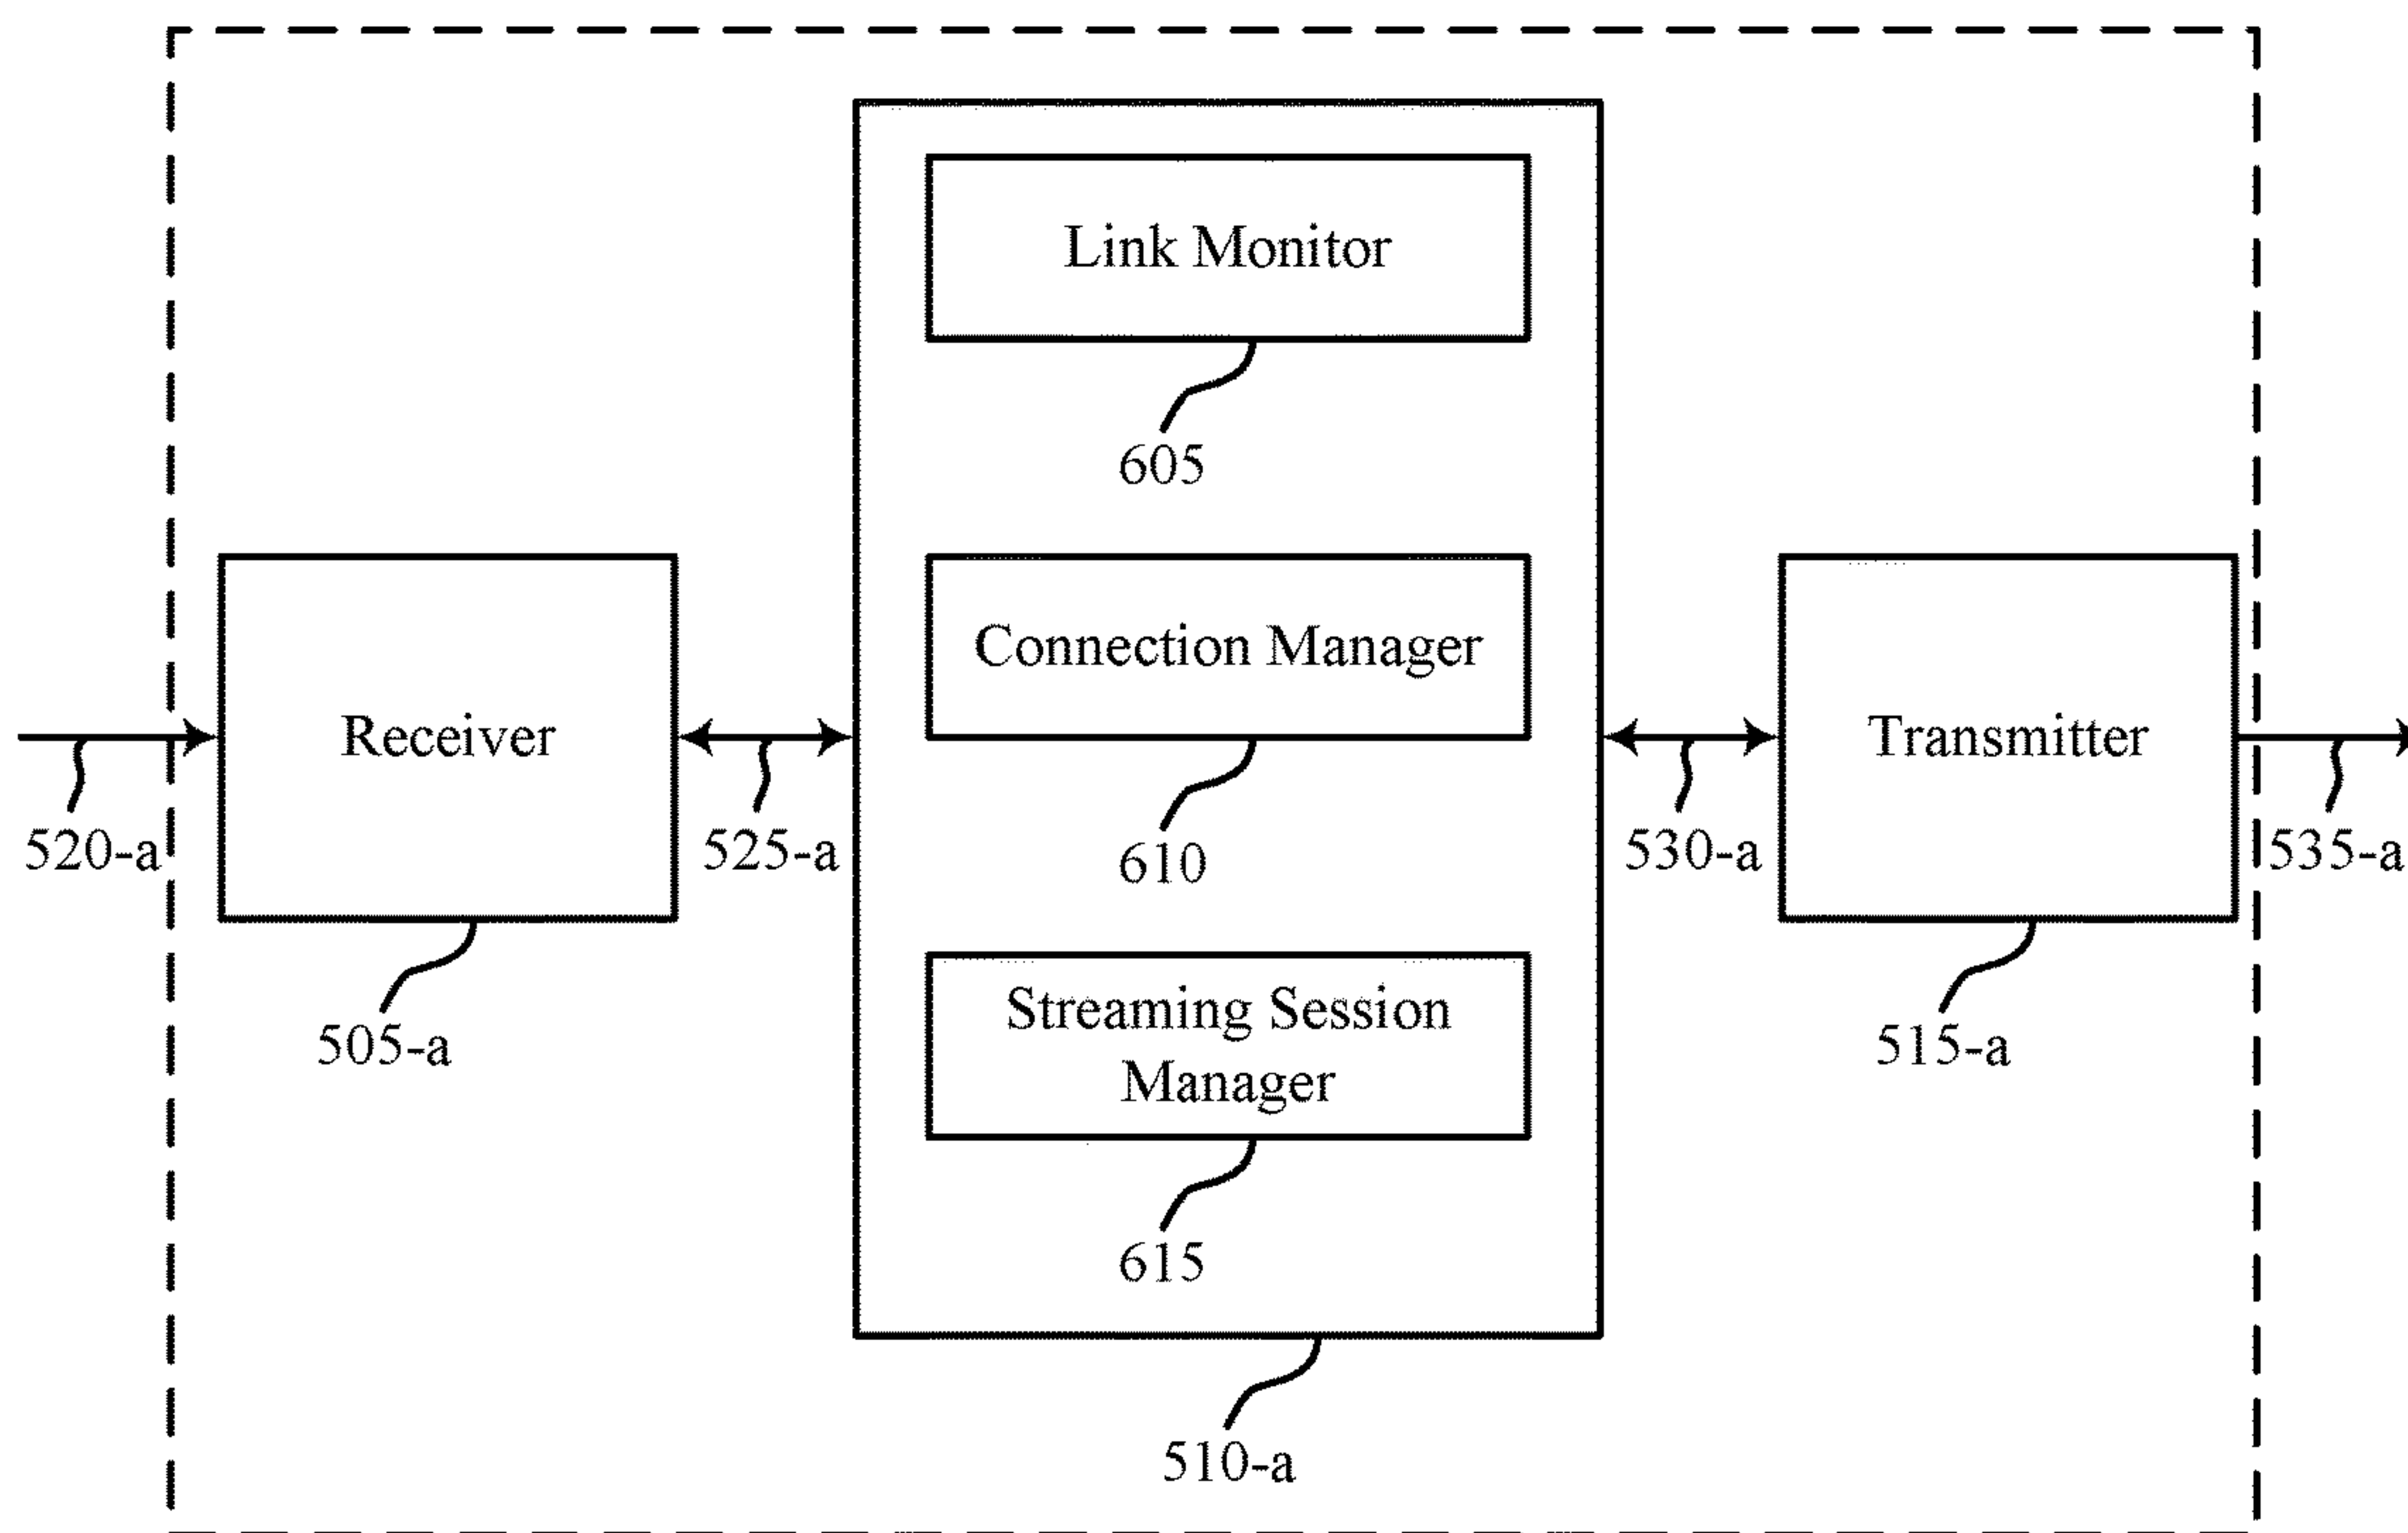 Link Monitor
605
Receiver
Connection Manager
Transmitter
520-a
525-a
610
530-a
535-a
505-a
Streaming Session
Manager
515-a
615
510-a